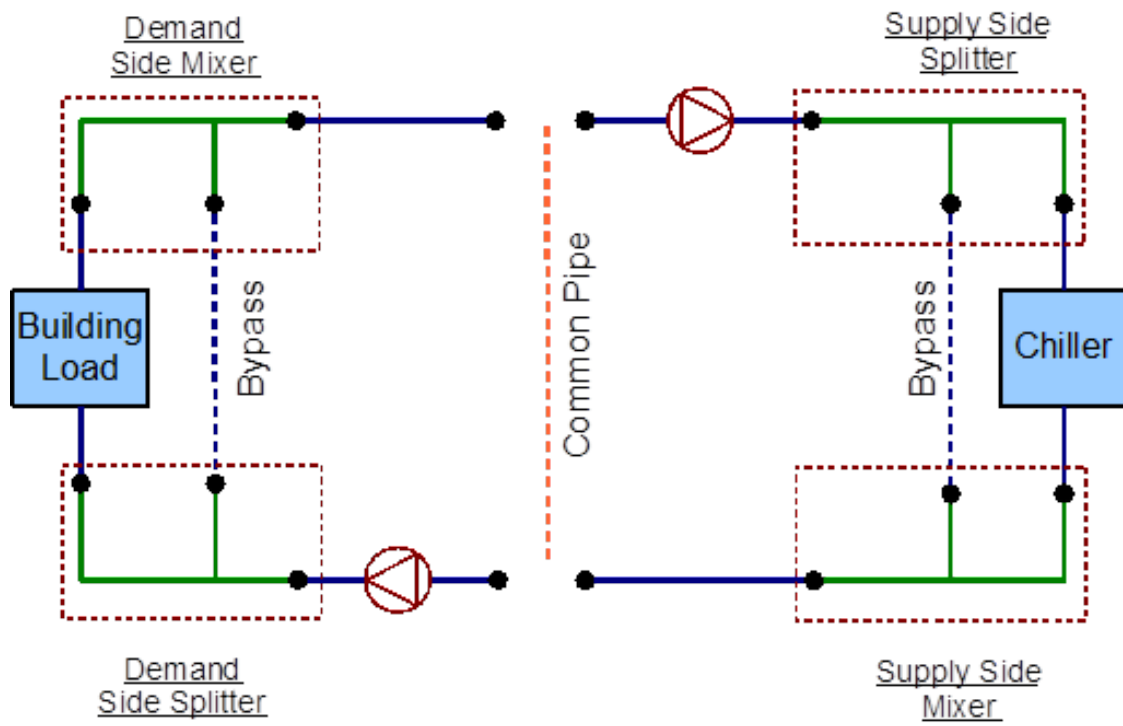 Demand
Side Mixer
Supply Side
Splitter
Building
Load
Bypass
Common Pipe
Bypass
Chiller
Demand
Side Splitter
Supply Side
Mixer